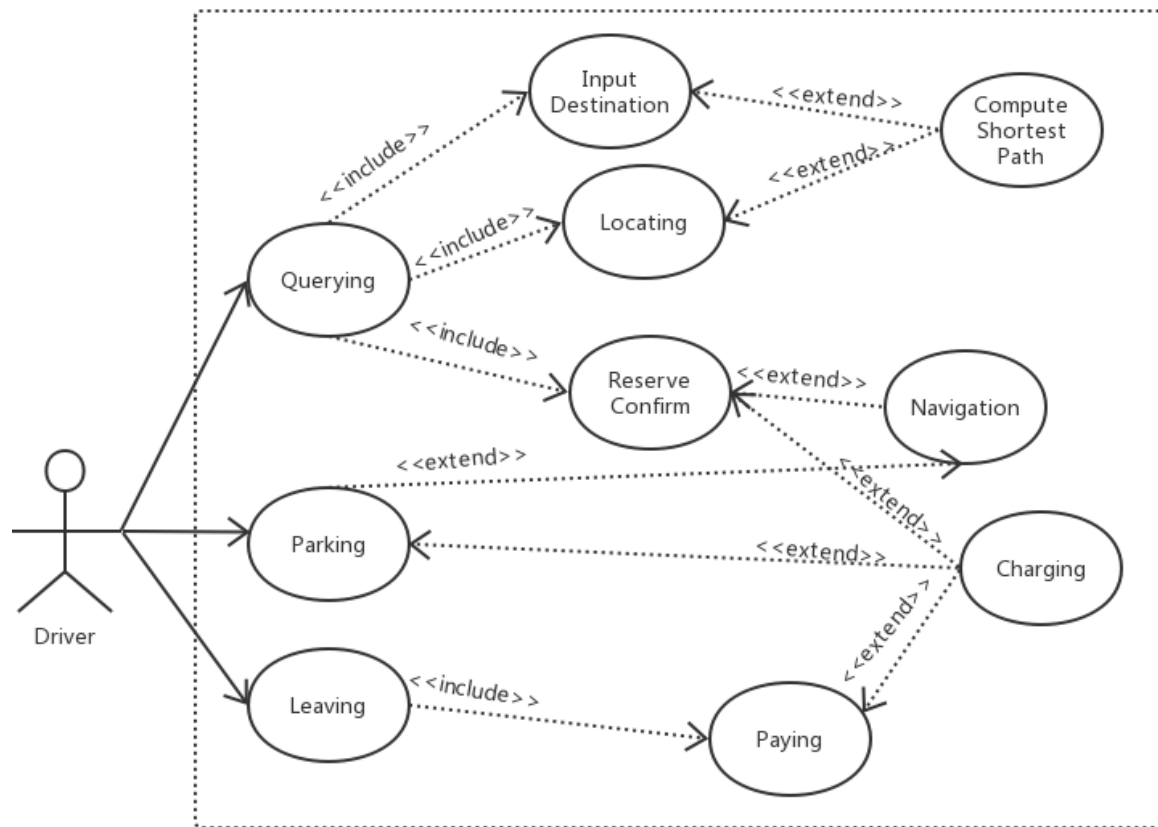 Input
Destination
<<extend>>
Compute
Shortest
Path
<<include>>
<<extend>>
Locating
<<include>>
Querying
<<include>>
Reserve
Confirm
<<extend>>
Navigation
<<extend>>
<<extend>>
Parking
<<extend>>
Charging
Driver
<<extend>>
Leaving
<<include>>
Paying